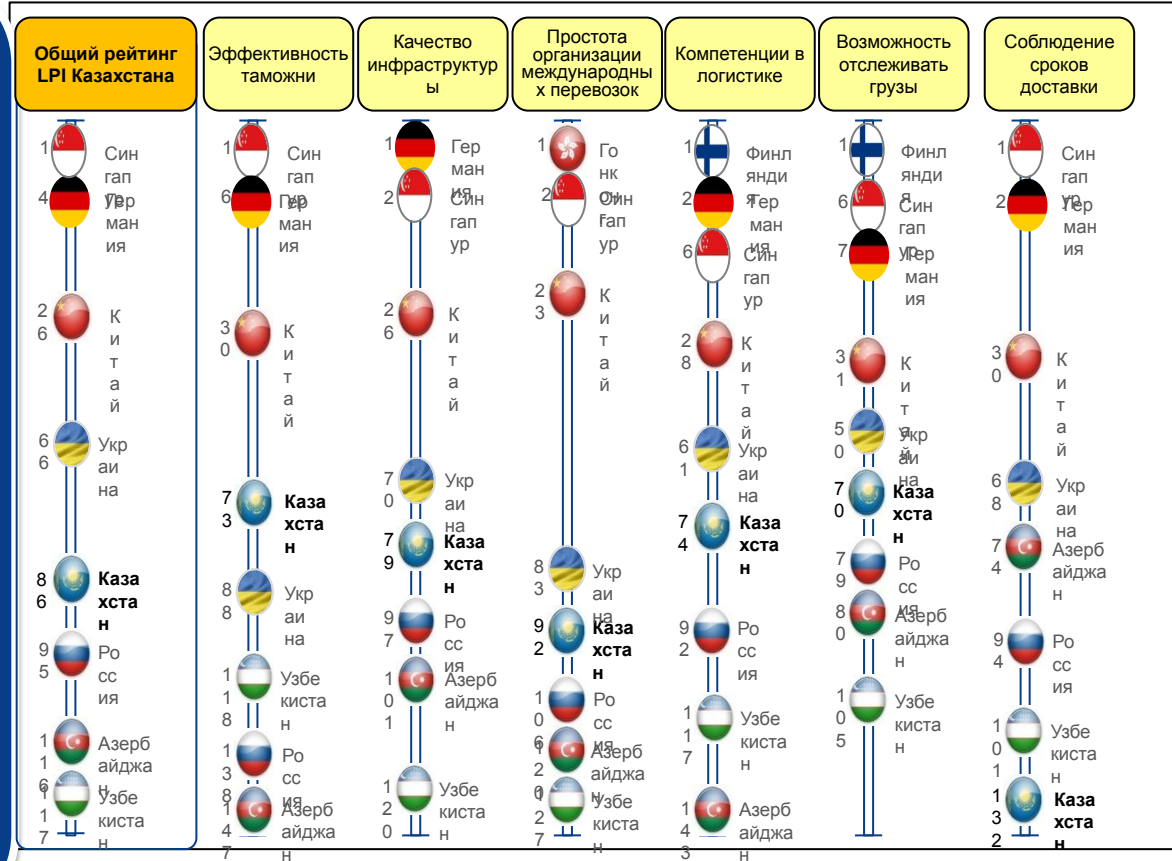 Общий рейтинг
LPI Казахстана
1
Син
гап
ур
4
Гер
ман
ия
2
6
К
и
т
а
й
6
6
Укр
аи
на
8
6
Каза
хста
н
9
5
Ро
сс
ия
1
1
6
Азерб
айджа
н
1
1
7
Узбе
киста
н
Эффективность
таможни
1
Син
гап
ур
6
Гер
ман
ия
3
0
К
и
т
а
й
7
3
Каза
хста
н
8
8
Укр
аи
на
1
1
8
Узбе
киста
н
1
3
8
Ро
сс
ия
1
4
7
Азерб
айджа
н
Качество
инфраструктур
ы
1
Гер
ман
ия
2
Син
гап
ур
2
6
К
и
т
а
й
7
0
Укр
аи
на
7
9
Каза
хста
н
9
7
Ро
сс
ия
1
0
1
Азерб
айджа
н
1
2
0
Узбе
киста
н
Простота
организации
международны
х перевозок
1
Го
нк
онг
2
Син
гап
ур
2
3
К
и
т
а
й
8
3
Укр
аи
на
9
2
Каза
хста
н
1
0
6
Ро
сс
ия
1
2
0
Азерб
айджа
н
1
2
7
Узбе
киста
н
Компетенции в
логистике
1
Финл
янди
я
2
Гер
ман
ия
6
Син
гап
ур
2
8
К
и
т
а
й
6
1
Укр
аи
на
7
4
Каза
хста
н
9
2
Ро
сс
ия
1
1
7
Узбе
киста
н
1
4
3
Азерб
айджа
н
Возможность
отслеживать
грузы
1
Финл
янди
я
6
Син
гап
ур
7
Гер
ман
ия
3
1
К
и
т
а
й
5
0
Укр
аи
на
7
0
Каза
хста
н
7
9
Ро
сс
ия
8
0
Азерб
айджа
н
1
0
5
Узбе
киста
н
Соблюдение
сроков
доставки
1
Син
гап
ур
2
Гер
ман
ия
3
0
К
и
т
а
й
6
8
Укр
аи
на
7
4
Азерб
айджа
н
9
4
Ро
сс
ия
1
0
1
Узбе
киста
н
1
3
2
Каза
хста
н